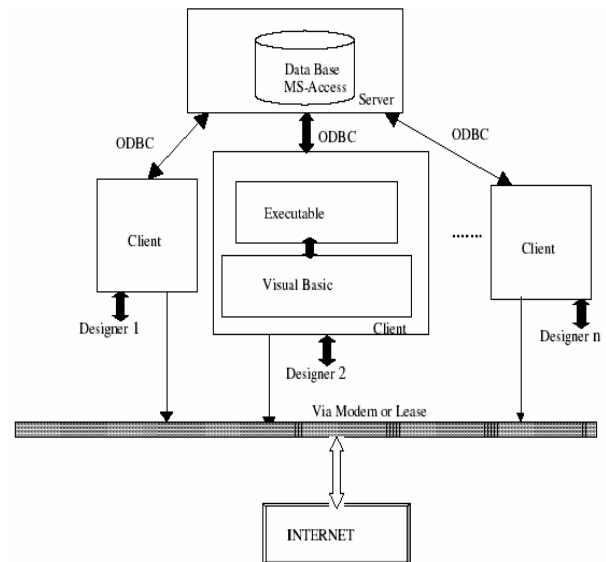 Data Base
MS-Access
Server
ODBC
ODBC
ODBC
Client
Executable
Visual Basic
Client
.......
Client
Designer 1
Designer 2
Designer n
Via Modem or Lease
INTERNET